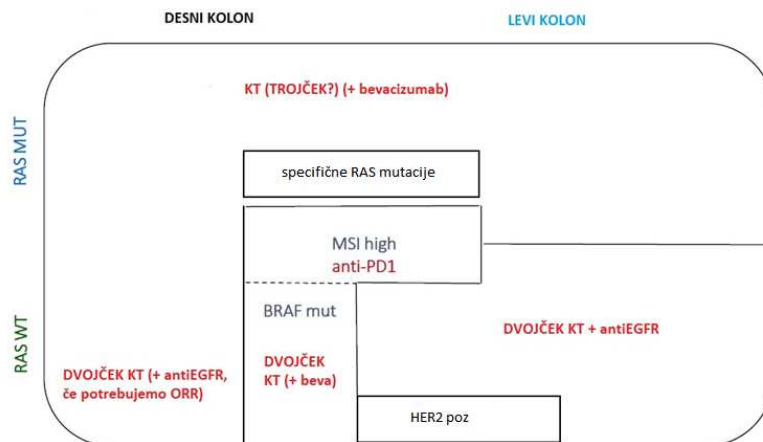 DESNI KOLON
LEVI KOLON
KT (TROJČEK?) (+ bevacizumab)
RAS MUT
specifične RAS mutacije
MSI high
anti-PD1
BRAF mut
RAS WT
DVOJČEK KT + antiEGFR
DVOJČEK KT (+ antiEGFR,
če potrebujemo ORR)
DVOJČEK
KT (+ beva)
HER2 poz